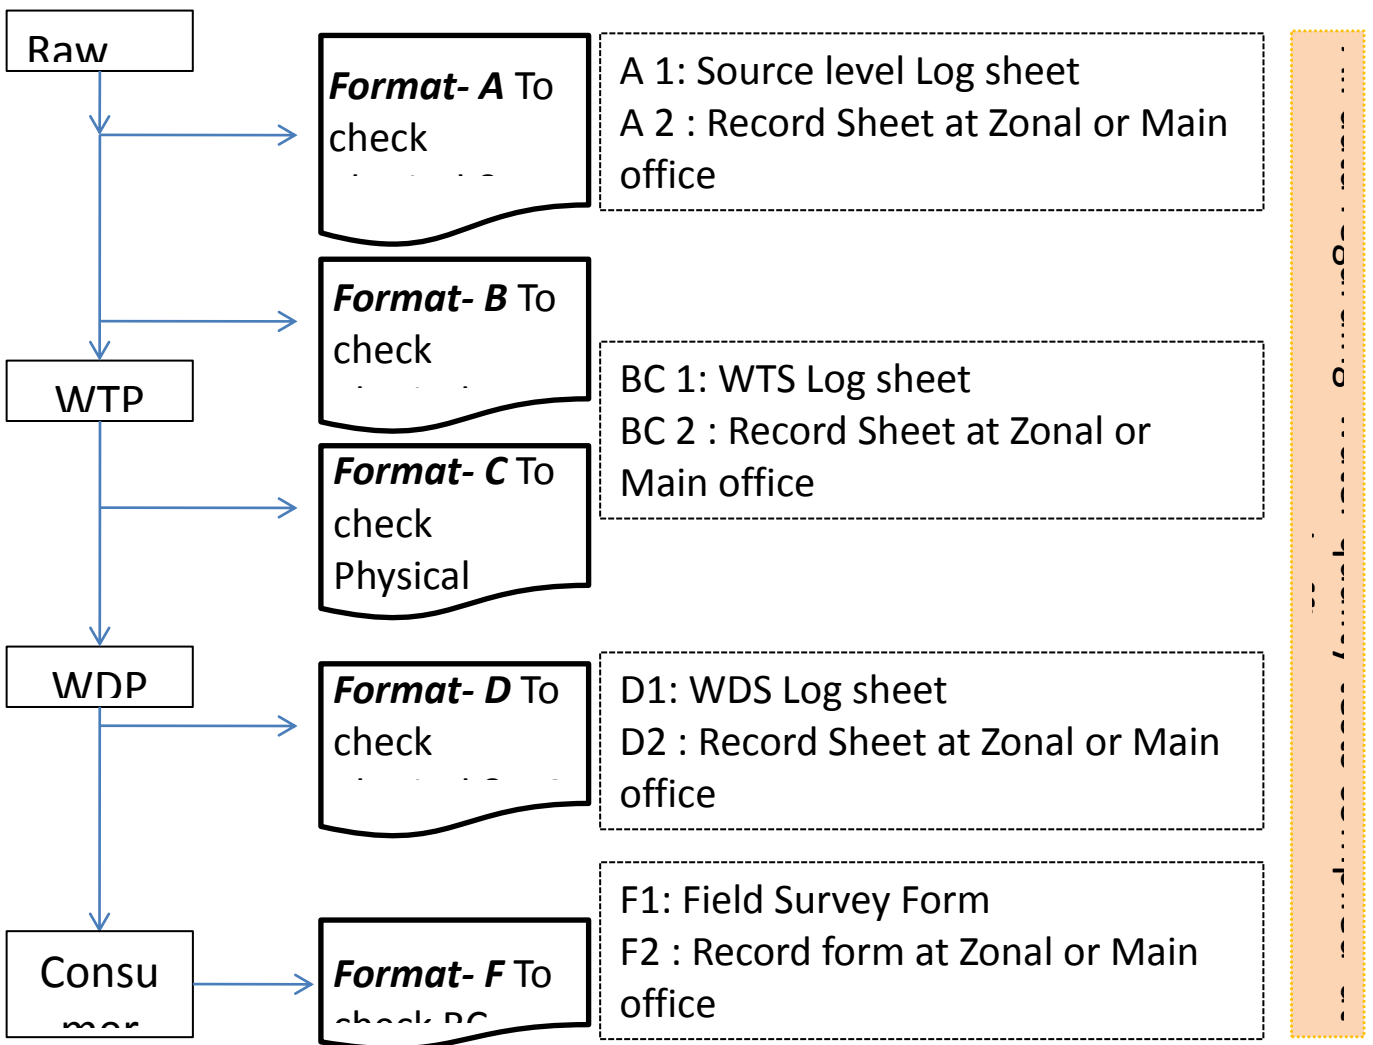 Raw
Format- A To
check
A 1: Source level Log sheet
A 2 : Record Sheet at Zonal or Main
office
Format- B To
check
WTP
BC 1: WTS Log sheet
BC 2 : Record Sheet at Zonal or
Main office
Format- C To
check
Physical
WDP
Format- D To
check
D1: WDS Log sheet
D2 : Record Sheet at Zonal or Main
office
Consu
mer
Format- F To
check RC
F1: Field Survey Form
F2 : Record form at Zonal or Main
office